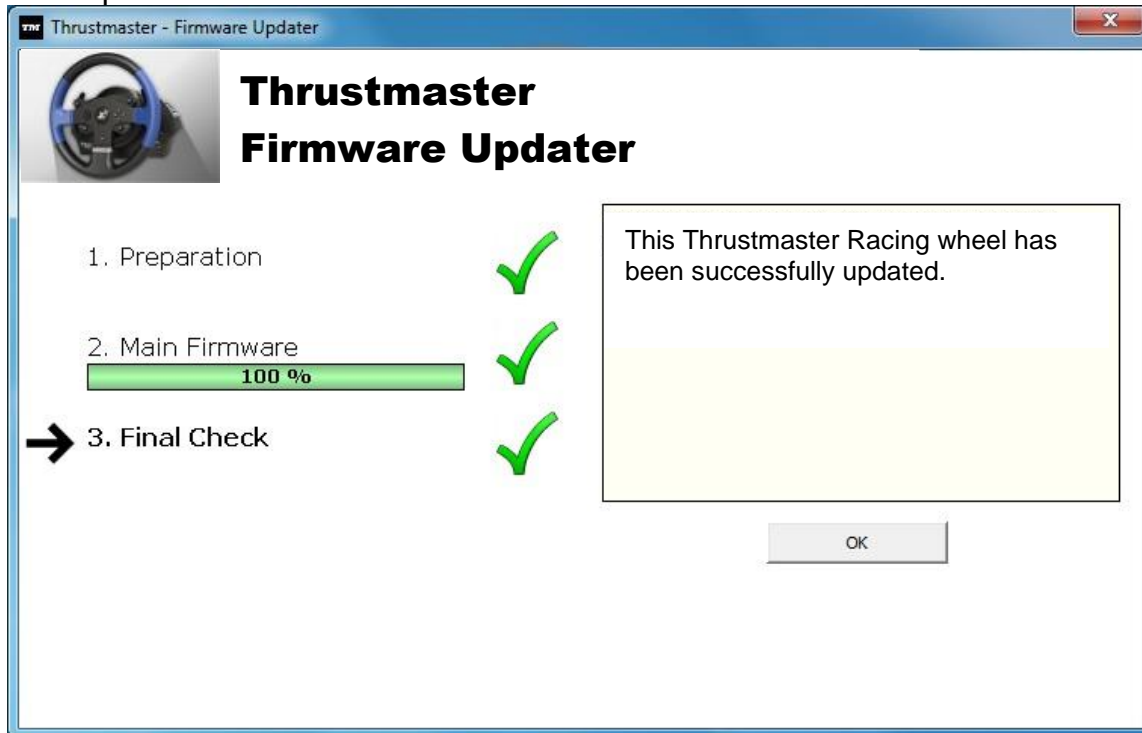 Thrustmaster - Firmware Updater
Thrustmaster
Firmware Updater
1. Preparation
2. Main Firmware
100 %
3. Final Check
This Thrustmaster Racing wheel has
been successfully updated.
OK